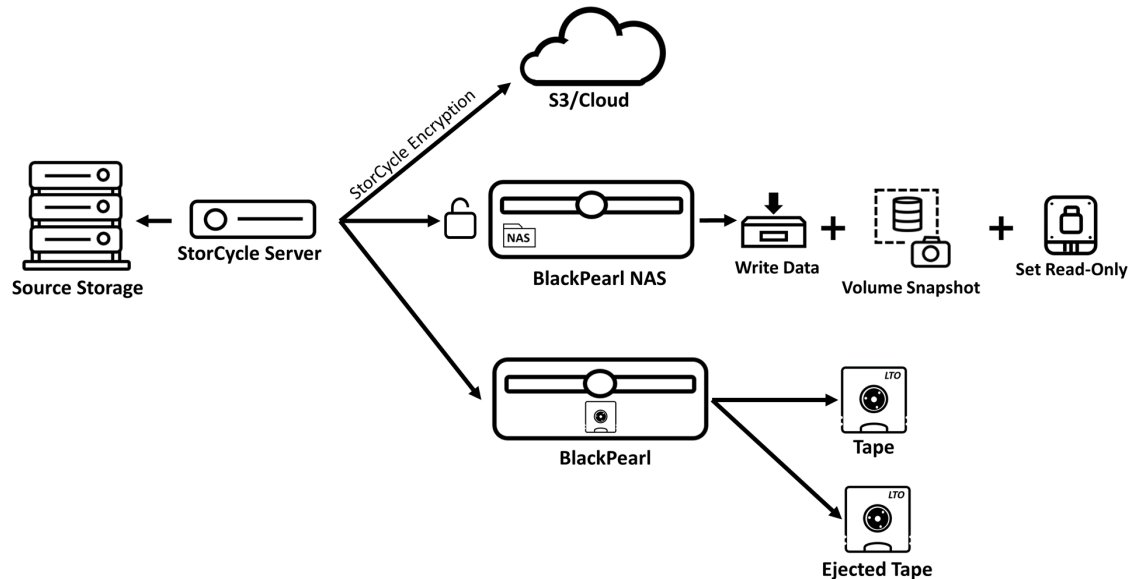 S3/Cloud
StorCycle Encryption
Source Storage
StorCycle Server
NAS
BlackPearl NAS
Write Data
Volume Snapshot
Set Read-Only
BlackPearl
LTO
Tape
LTO
Ejected Tape